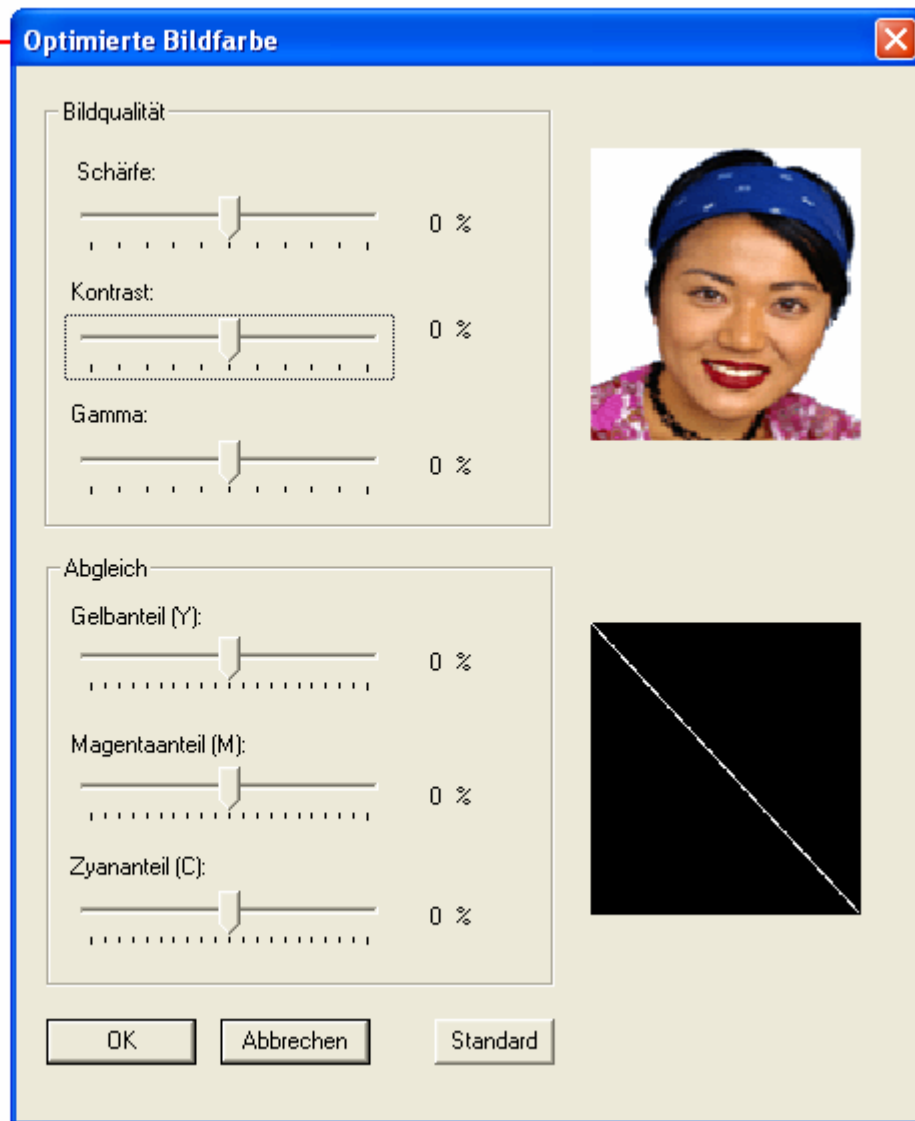 Optimierte Bildfarbe
Bildqualität
Schärfe:
0 %
Kontrast:
0 %
Gamma:
0 %
Abgleich
Gelbanteil (Y):
0 %
Magentaanteil (M):
0 %
Zyananteil (C):
0 %
OK Abbrechen Standard